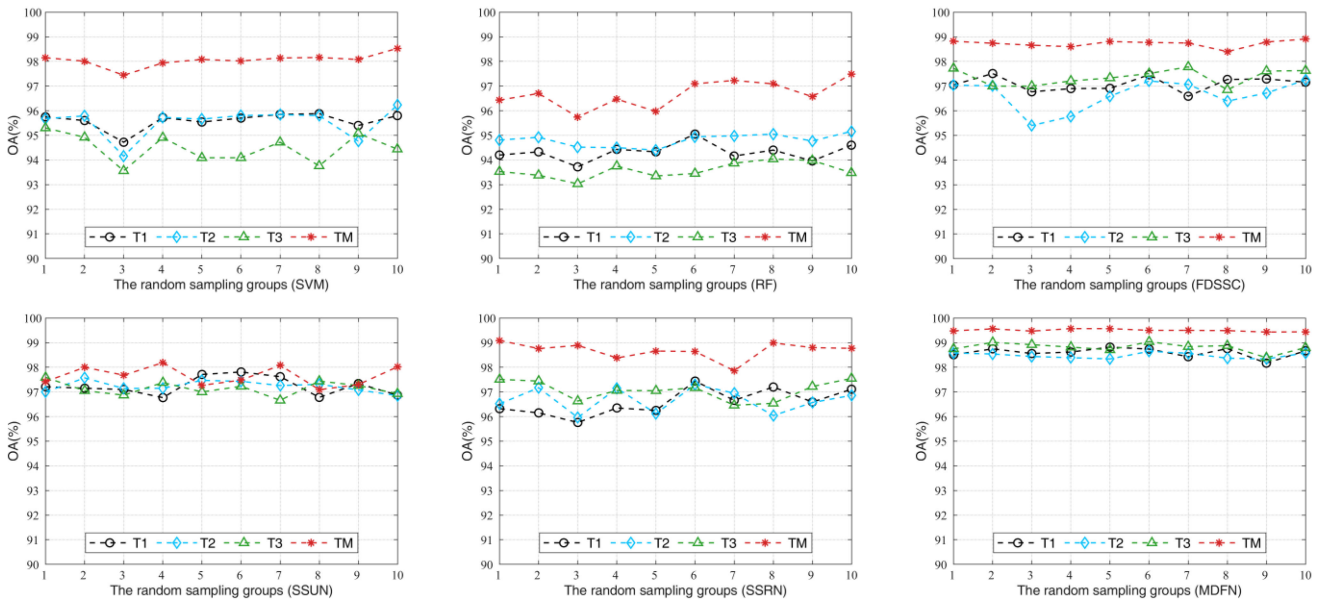 100
99
98
97
96
95
94
93
92
91
90
OA(%)
T1 T2 T3 TM
1 2 3 4 5 6 7 8 9 10
The random sampling groups (SVM)
100
99
98
97
96
95
94
93
92
91
90
OA(%)
T1 T2 T3 TM
1 2 3 4 5 6 7 8 9 10
The random sampling groups (RF)
100
99
98
97
96
95
94
93
92
91
90
OA(%)
T1 T2 T3 TM
1 2 3 4 5 6 7 8 9 10
The random sampling groups (FDSSC)
100
99
98
97
96
95
94
93
92
91
90
OA(%)
T1 T2 T3 TM
1 2 3 4 5 6 7 8 9 10
The random sampling groups (SSUN)
100
99
98
97
96
95
94
93
92
91
90
OA(%)
T1 T2 T3 TM
1 2 3 4 5 6 7 8 9 10
The random sampling groups (SSRN)
100
99
98
97
96
95
94
93
92
91
90
OA(%)
T1 T2 T3 TM
1 2 3 4 5 6 7 8 9 10
The random sampling groups (MDFN)